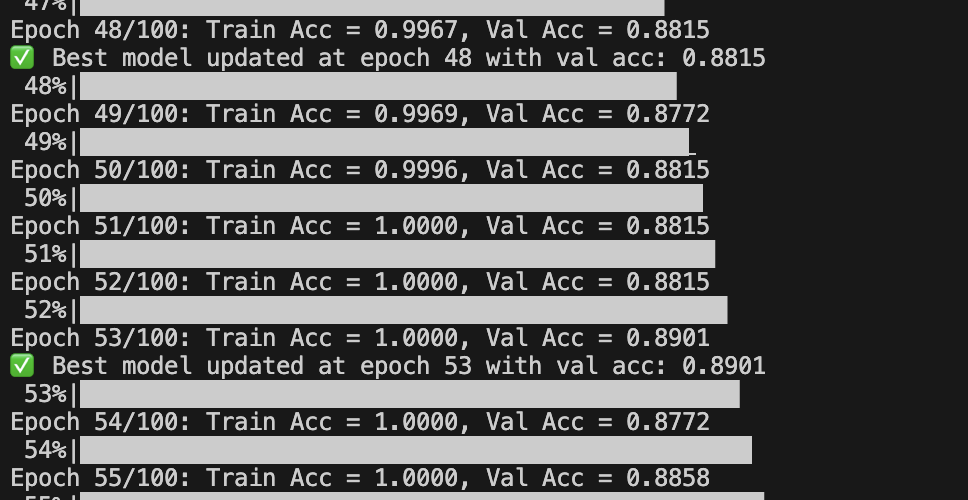 47%|
Epoch 48/100: Train Acc = 0.9967, Val Acc = 0.8815
✅ Best model updated at epoch 48 with val acc: 0.8815
48%|
Epoch 49/100: Train Acc = 0.9969, Val Acc = 0.8772
49%|
Epoch 50/100: Train Acc = 0.9996, Val Acc = 0.8815
50%|
Epoch 51/100: Train Acc = 1.0000, Val Acc = 0.8815
51%|
Epoch 52/100: Train Acc = 1.0000, Val Acc = 0.8815
52%|
Epoch 53/100: Train Acc = 1.0000, Val Acc = 0.8901
✅ Best model updated at epoch 53 with val acc: 0.8901
53%|
Epoch 54/100: Train Acc = 1.0000, Val Acc = 0.8772
54%|
Epoch 55/100: Train Acc = 1.0000, Val Acc = 0.8858